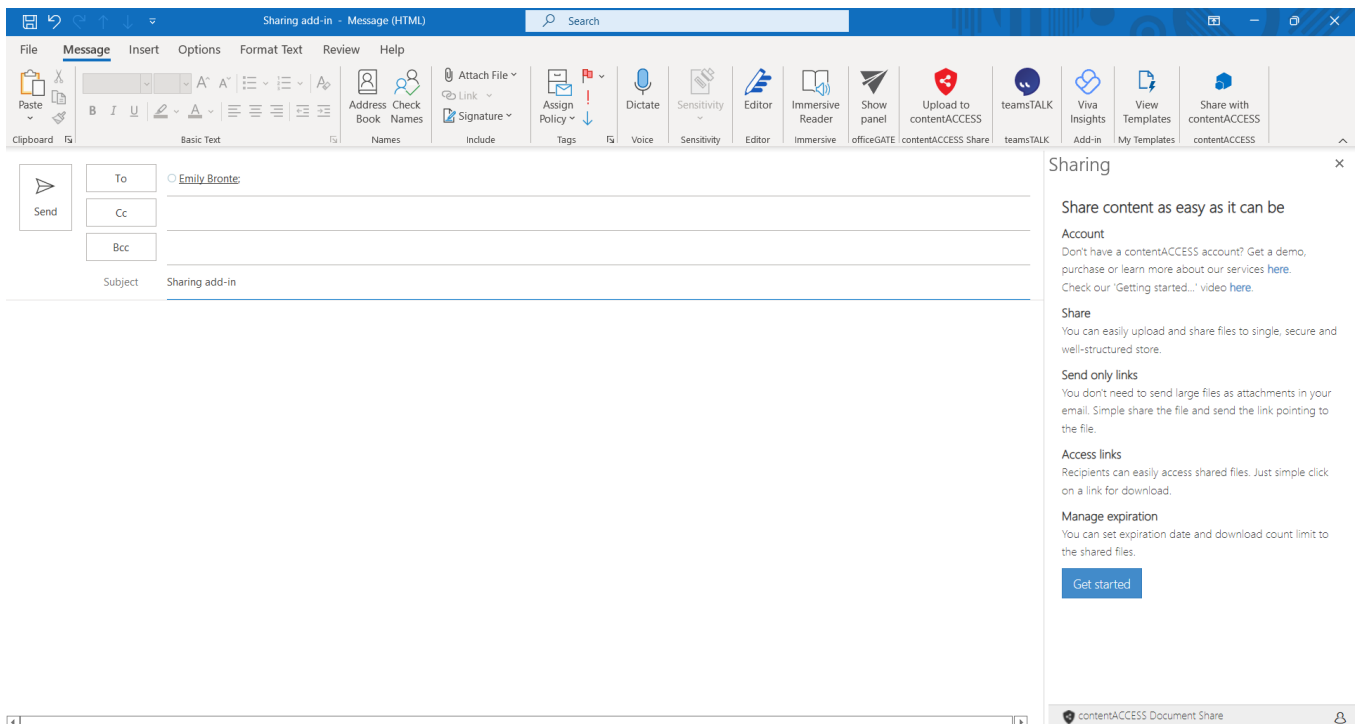 Sharing add-in - Message (HTML)
Search
File Message Insert Options Format Text Review Help
Paste
Clipboard
B I U
Basic Text
Address Book
Check Names
Names
Attach File
Link
Signature
Include
Assign Policy
Tags
Dictate
Voice
Sensitivity
Sensitivity
Editor
Editor
Immersive Reader
Immersive
Show panel
officeGATE
Upload to contentACCESS
contentACCESS Share
teamsTALK
teamsTALK
Viva Insights
Add-in
View Templates
My Templates
Share with contentACCESS
contentACCESS
Send
To
Emily Bronte;
Cc
Bcc
Subject
Sharing add-in
Sharing
Share content as easy as it can be
Account
Don't have a contentACCESS account? Get a demo,
purchase or learn more about our services here.
Check our 'Getting started...' video here.
Share
You can easily upload and share files to single, secure and
well-structured store.
Send only links
You don't need to send large files as attachments in your
email. Simple share the file and send the link pointing to
the file.
Access links
Recipients can easily access shared files. Just simple click
on a link for download.
Manage expiration
You can set expiration date and download count limit to
the shared files.
Get started
contentACCESS Document Share